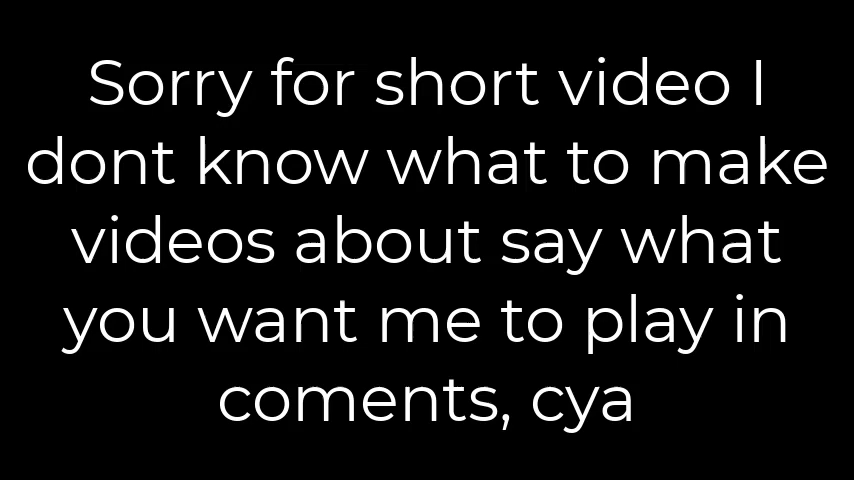 Sorry for short video I
dont know what to make
videos about say what
you want me to play in
coments, cya